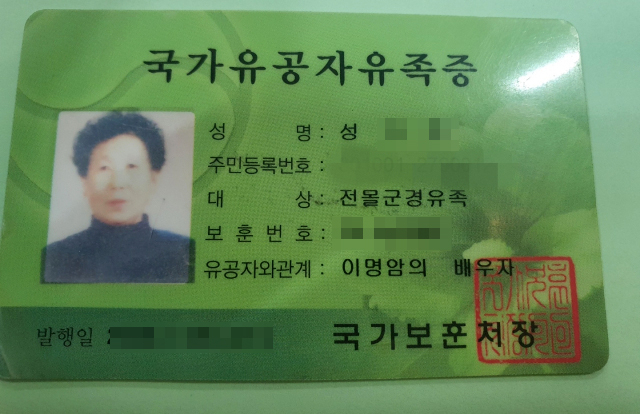 국가유공자유족증
성 명 : 성
주민등록번호 :
대 상 : 전몰군경유족
보 훈 번 호 :
유공자와관계 : 이명암의 배우자
발행일
국가보훈처장